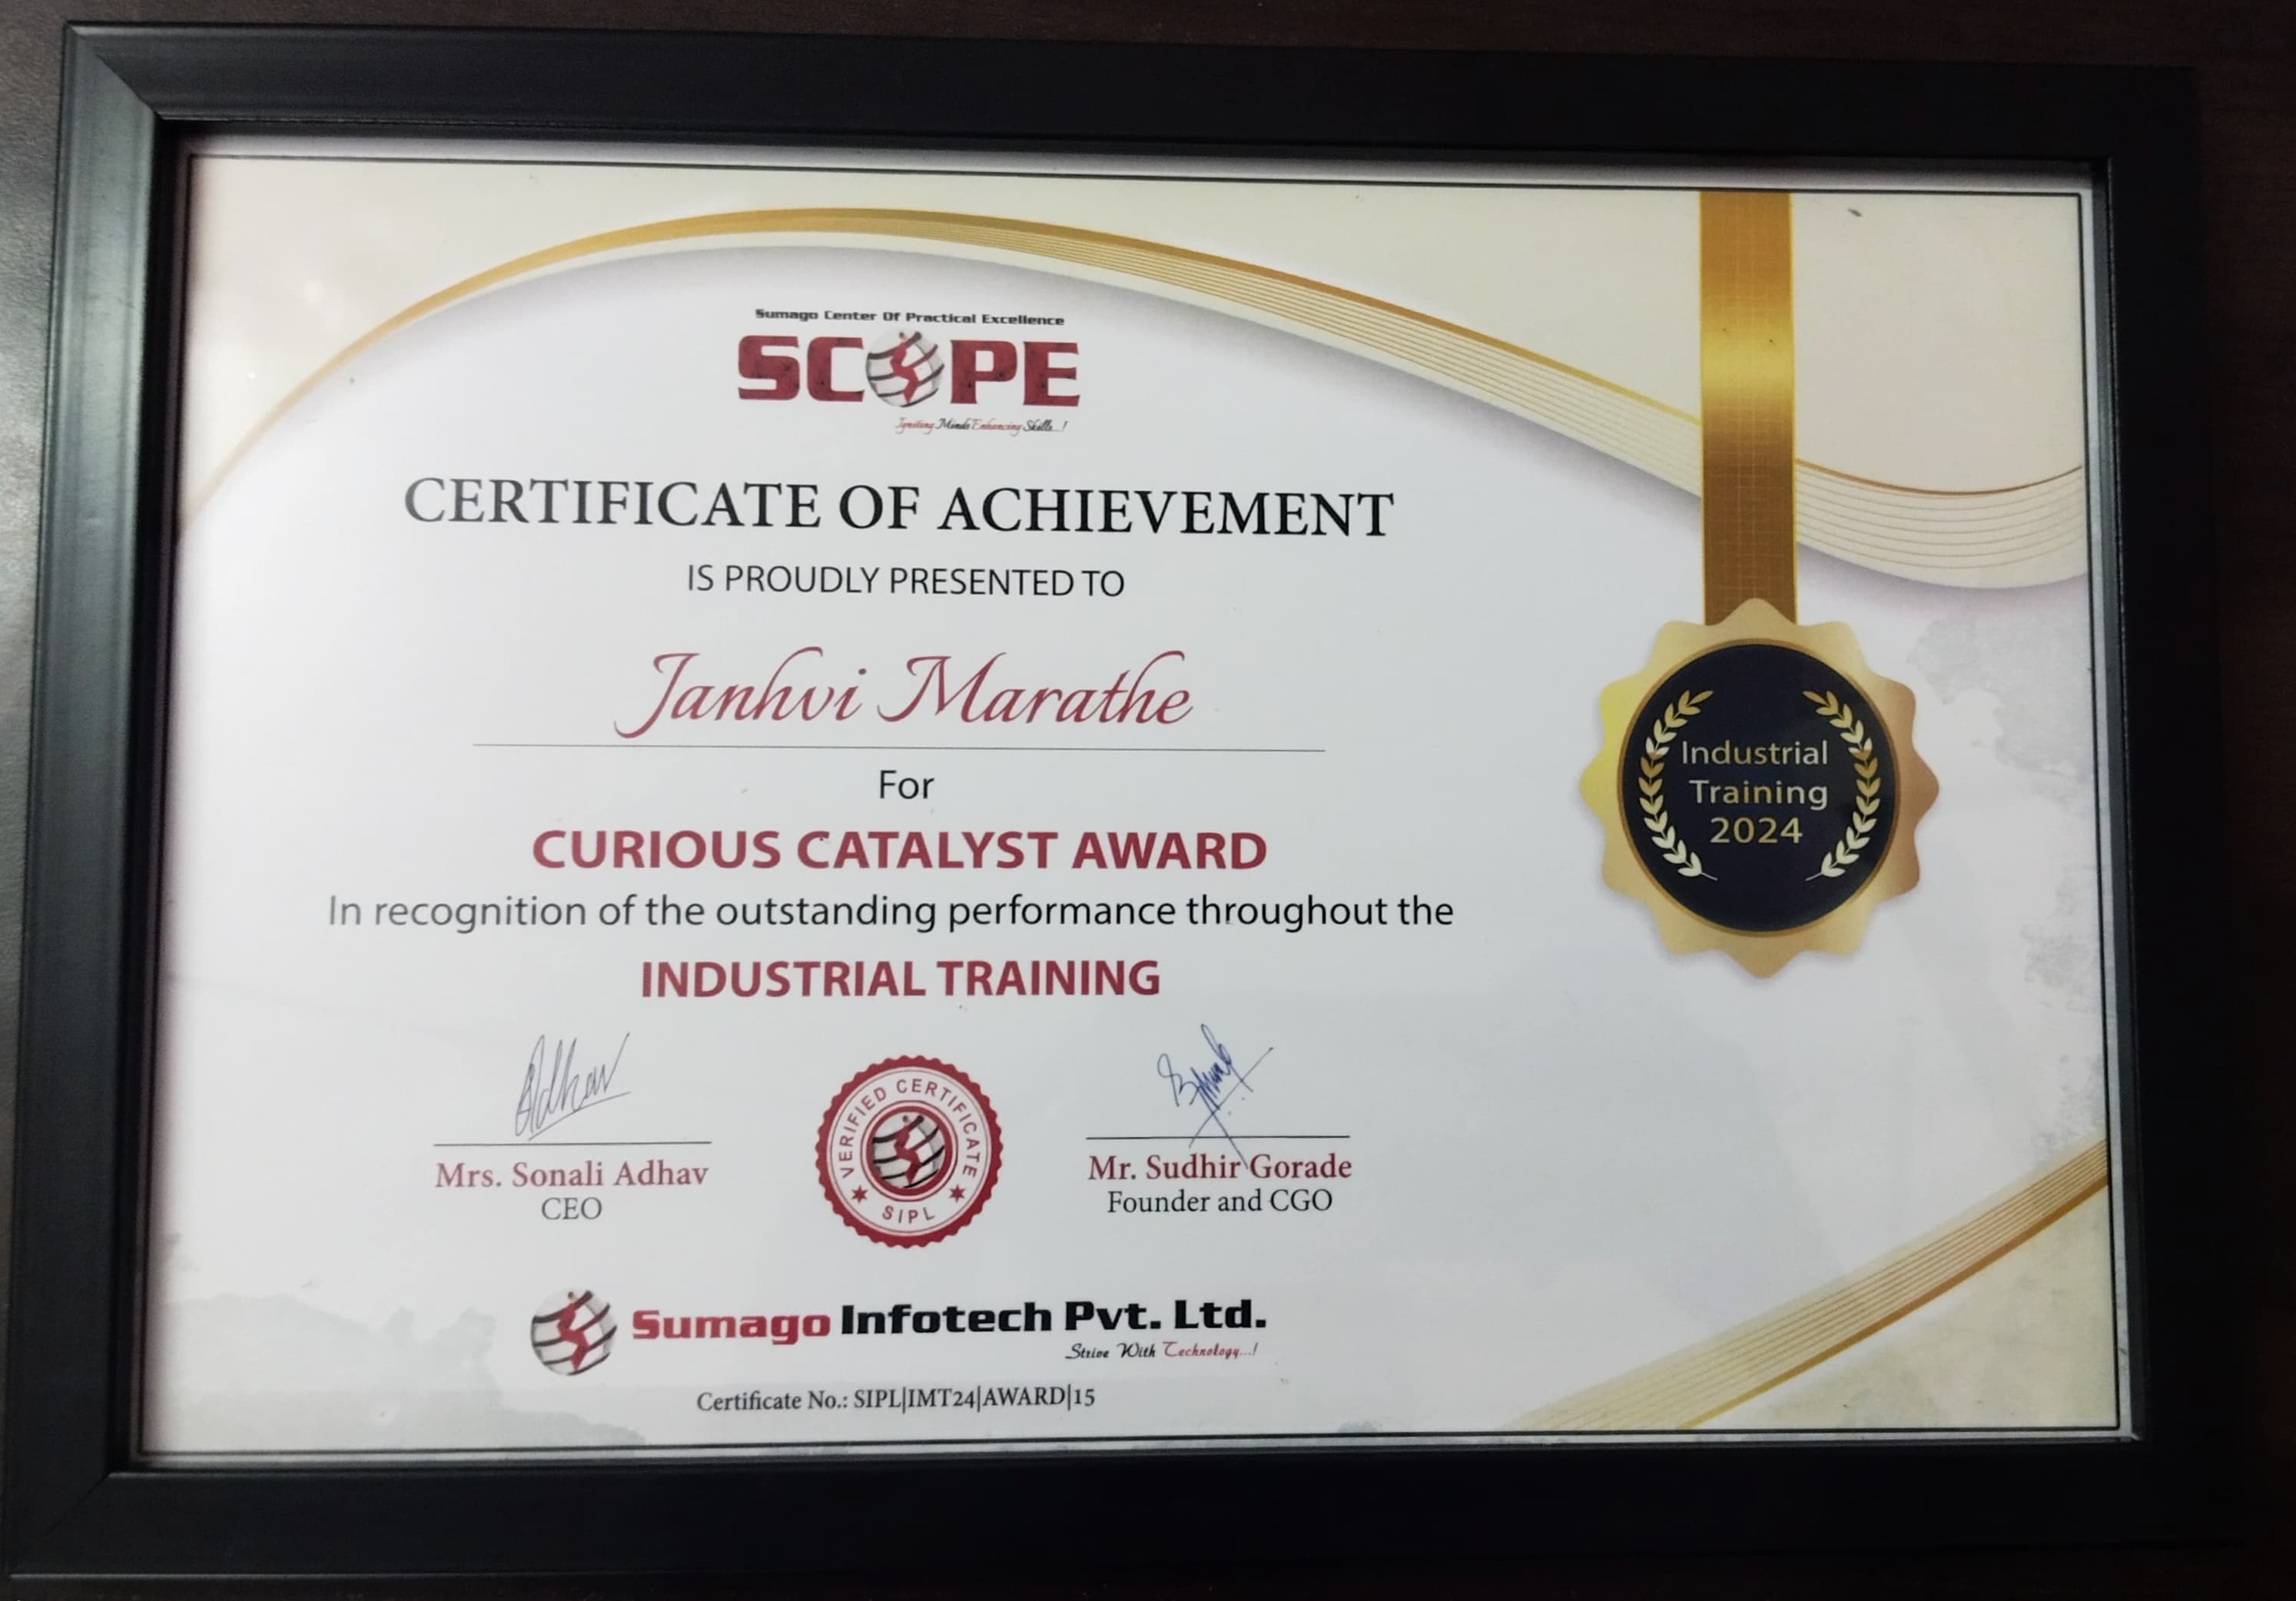 Sumago Center Of Practical Excellence
SCOPE
Igniting Minds Enhancing Skills...!
CERTIFICATE OF ACHIEVEMENT
IS PROUDLY PRESENTED TO
Janhvi Marathe
For
CURIOUS CATALYST AWARD
In recognition of the outstanding performance throughout the
INDUSTRIAL TRAINING
Industrial
Training
2024
Adhav
Mrs. Sonali Adhav
CEO
VERIFIED CERTIFICATE
SIPL
Mr. Sudhir Gorade
Founder and CGO
Sumago Infotech Pvt. Ltd.
Strive With Technology...!
Certificate No.: SIPL|IMT24|AWARD|15